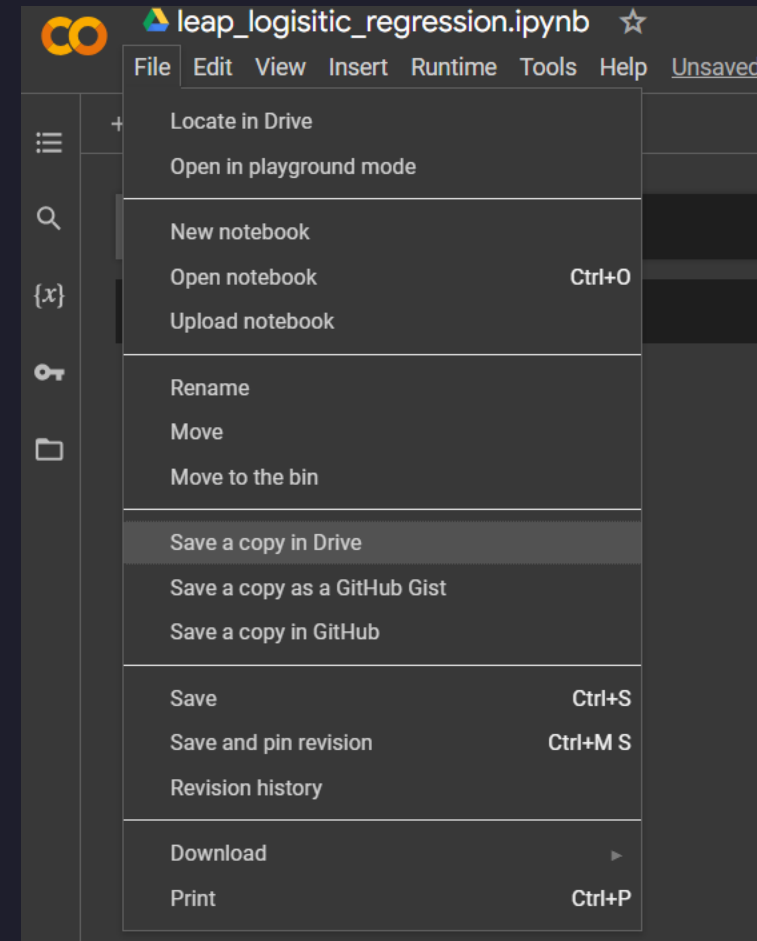 leap_logisitic_regression.ipynb
File Edit View Insert Runtime Tools Help Unsaved
Locate in Drive
Open in playground mode
New notebook
Open notebook Ctrl+O
Upload notebook
{x}
Rename
Move
Move to the bin
Save a copy in Drive
Save a copy as a GitHub Gist
Save a copy in GitHub
Save Ctrl+S
Save and pin revision Ctrl+M S
Revision history
Download
Print Ctrl+P